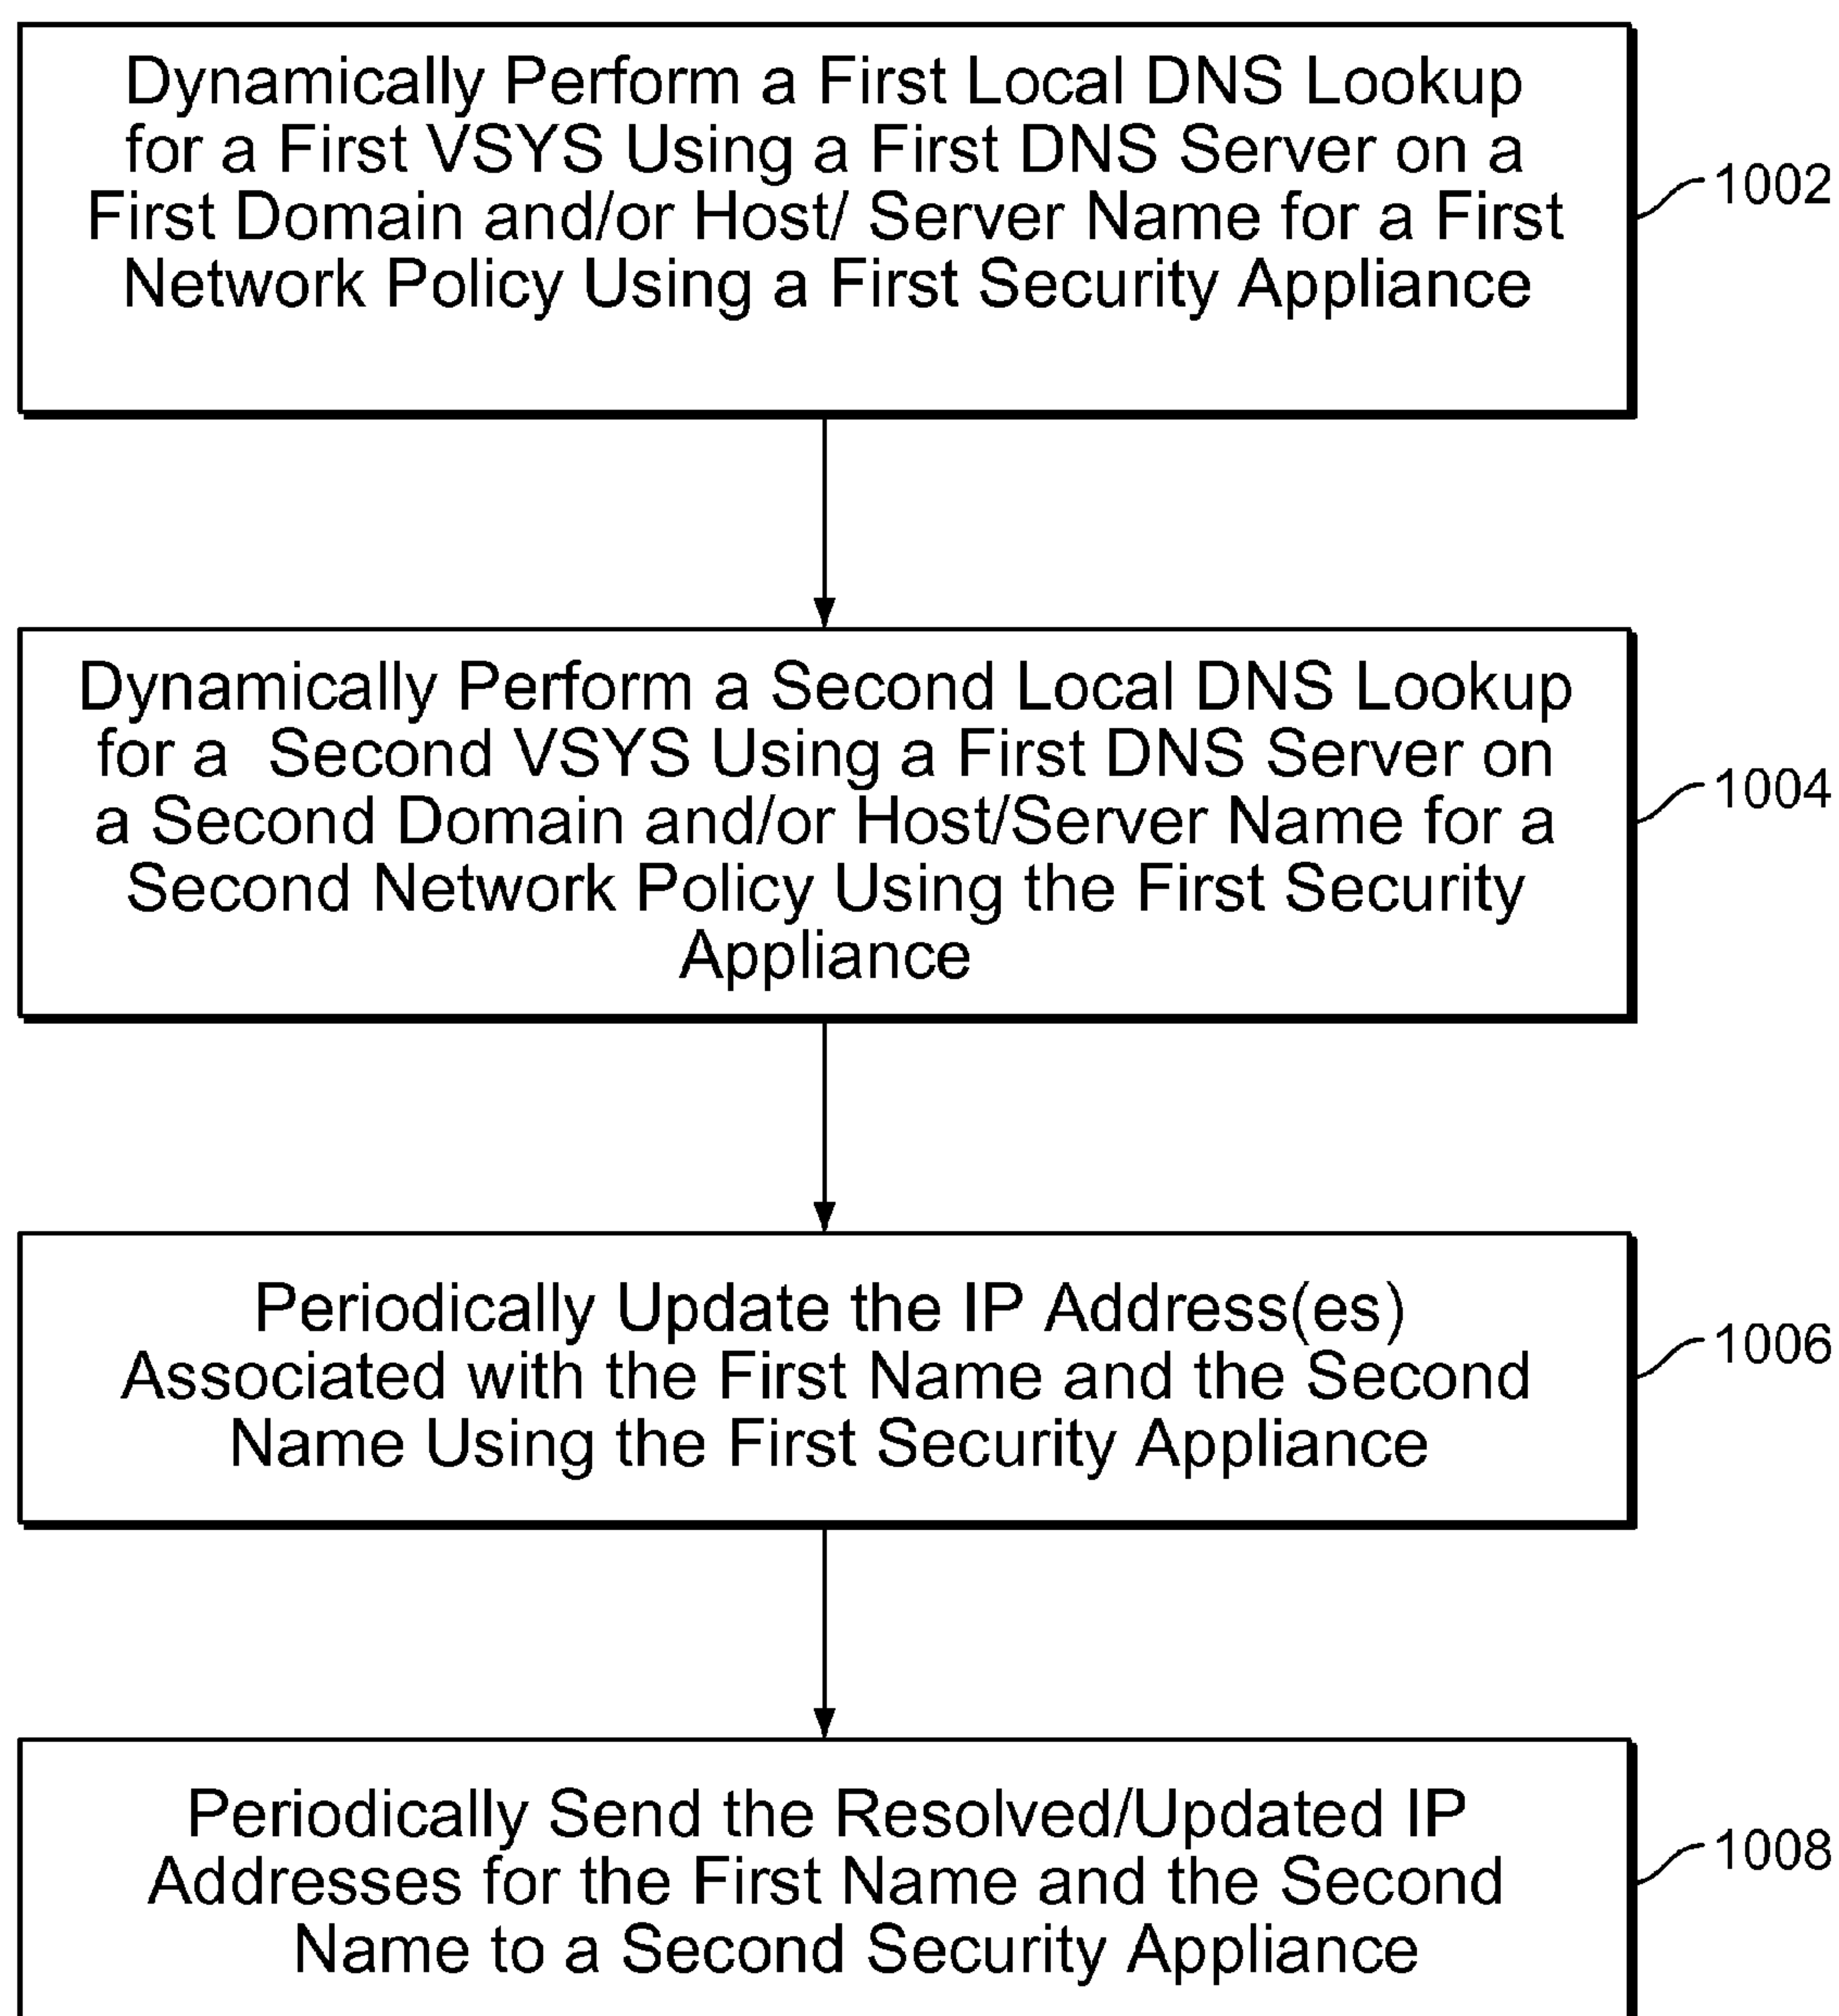 Dynamically Perform a First Local DNS Lookup
for a First VSYS Using a First DNS Server on a
First Domain and/or Host/ Server Name for a First
Network Policy Using a First Security Appliance
1002
Dynamically Perform a Second Local DNS Lookup
for a Second VSYS Using a First DNS Server on
a Second Domain and/or Host/Server Name for a
Second Network Policy Using the First Security
Appliance
1004
Periodically Update the IP Address(es)
Associated with the First Name and the Second
Name Using the First Security Appliance
1006
Periodically Send the Resolved/Updated IP
Addresses for the First Name and the Second
Name to a Second Security Appliance
1008